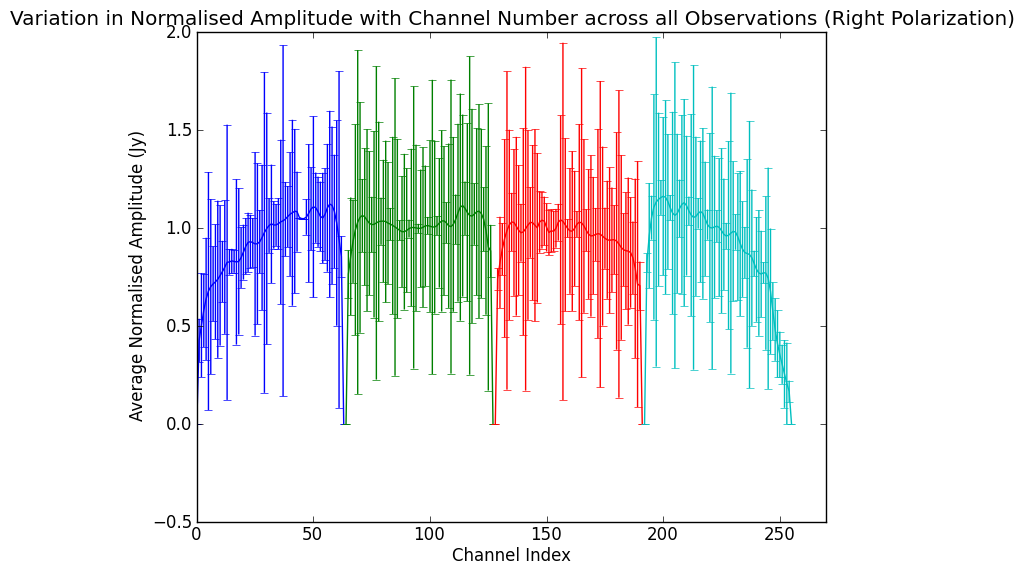 Variation in Normalised Amplitude with Channel Number across all Observations (Right Polarization)
2.0
1.5
1.0
0.5
0.0
−0.5
Average Normalised Amplitude (Jy)
0 50 100 150 200 250
Channel Index